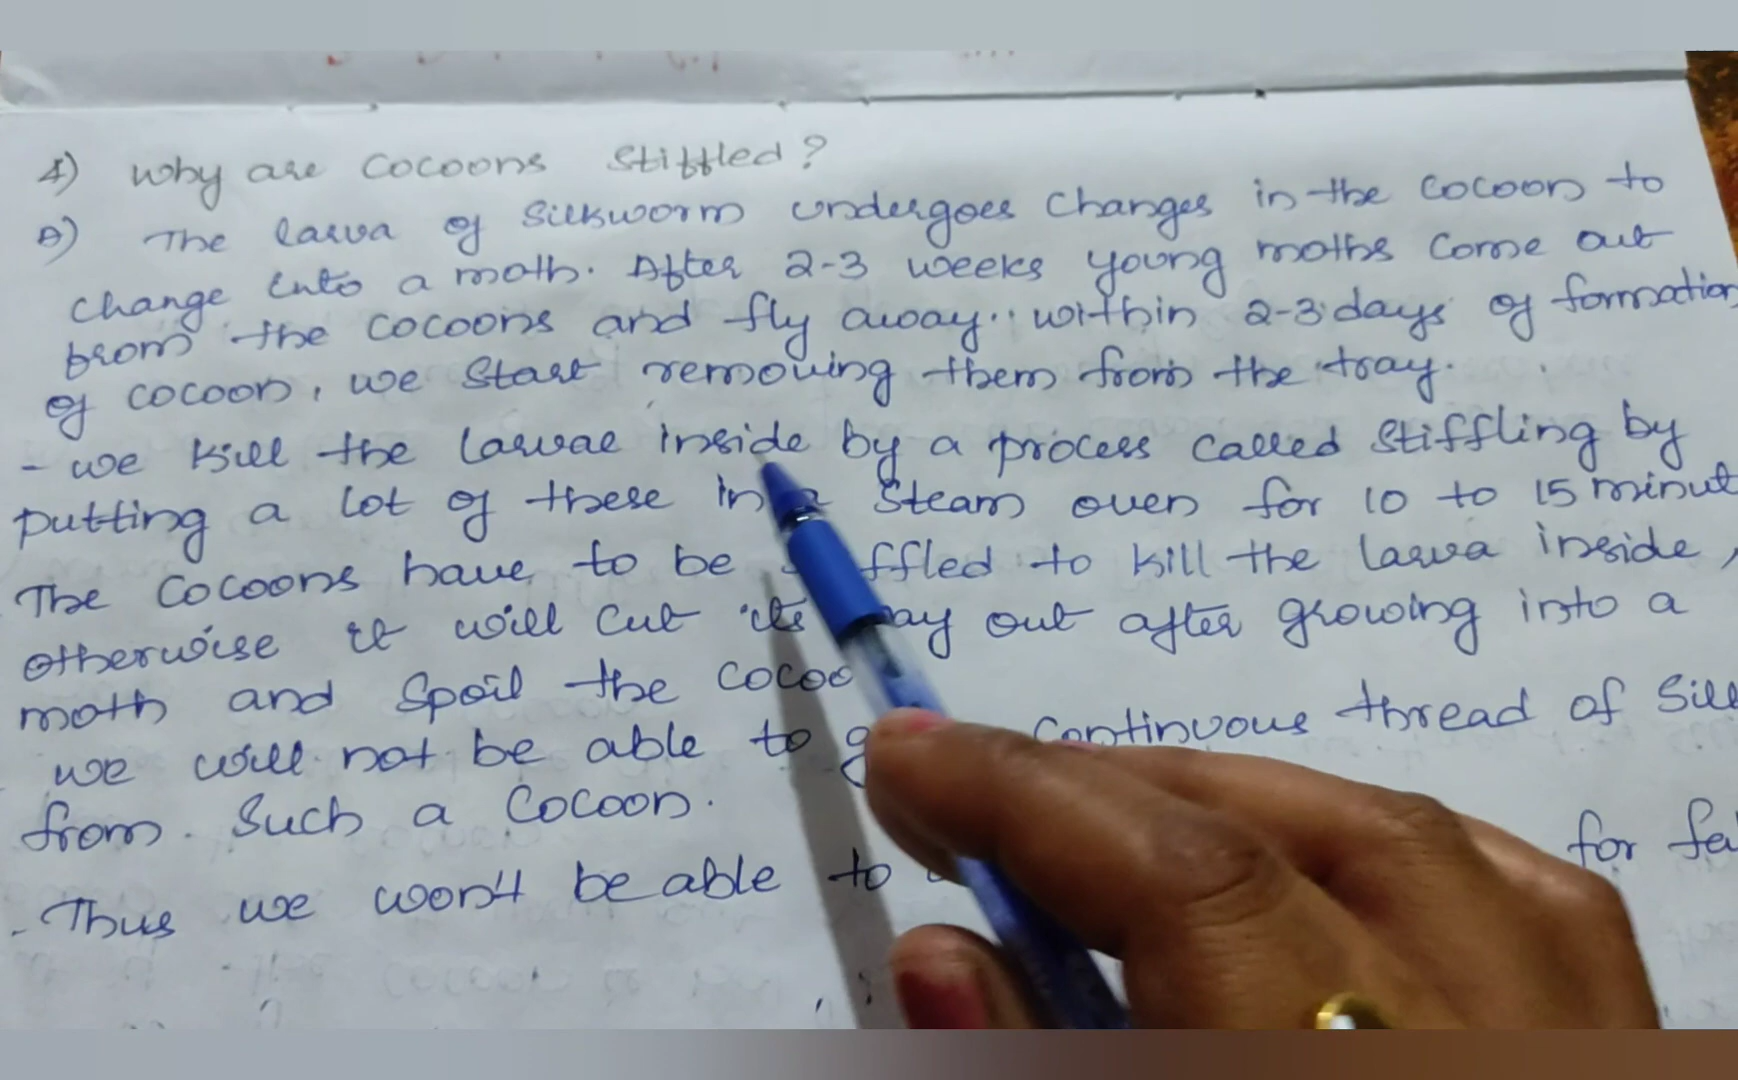 1) Why are Cocoons Stiffled?
A) The larva of Silkworm undergoes changes in the cocoon to
change into a moth. After 2-3 weeks young moths come out
from the cocoons and fly away. within 2-3 days of formation
of cocoon, we start removing them from the tray.
- we kill the larvae inside by a process called Stiffling by
putting a lot of these in a steam oven for 10 to 15 minut
The cocoons have to be ffled to kill the larva inside,
otherwise it will cut its out after growing into a
moth and spoil the
we will not be able to continuous thread of
from. Such a Cocoon.
- Thus we won't be able to for